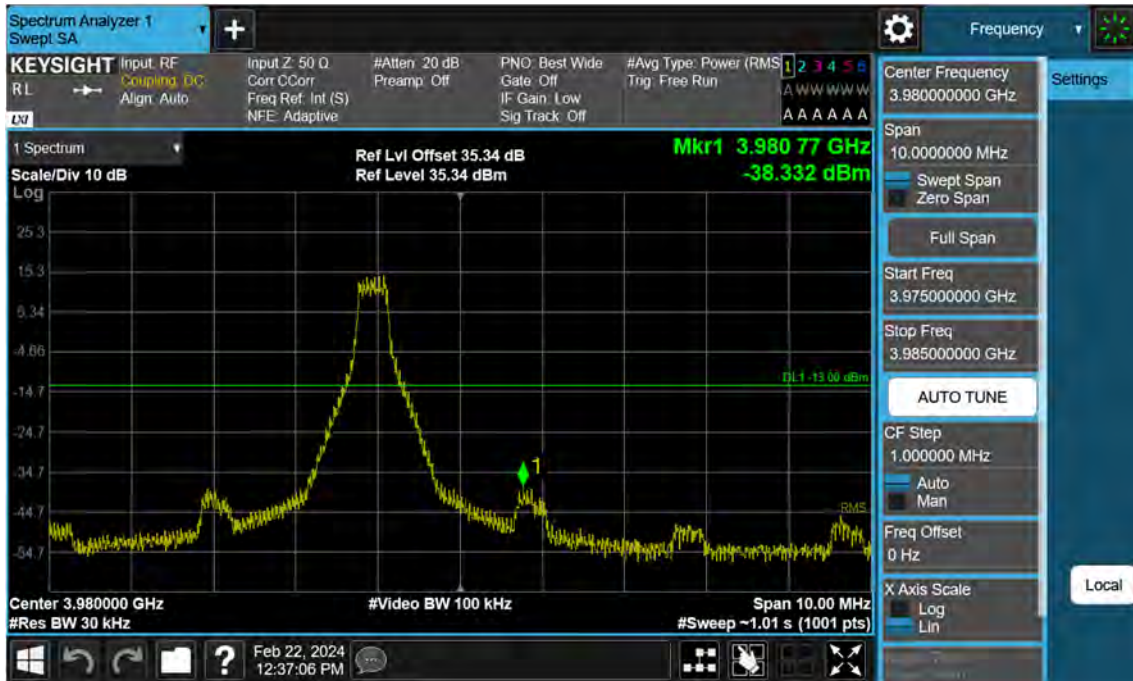 Spectrum Analyzer 1
Swept SA
+
Frequency
KEYSIGHT
RL
LXI
Input: RF
Coupling: DC
Align: Auto
Input Z: 50 Ω
Corr CCorr
Freq Ref: Int (S)
NFE: Adaptive
#Atten: 20 dB
Preamp: Off
PNO: Best Wide
Gate: Off
IF Gain: Low
Sig Track: Off
#Avg Type: Power (RMS
Trig: Free Run
1 2 3 4 5 6
A W W W W W
A A A A A A
1 Spectrum
Scale/Div 10 dB
Ref Lvl Offset 35.34 dB
Ref Level 35.34 dBm
Mkr1 3.980 77 GHz
-38.332 dBm
Log
25.3
15.3
5.34
-4.66
-14.7
-24.7
-34.7
-44.7
-54.7
DL1 -13.00 dBm
1
RMS
Center 3.980000 GHz
#Res BW 30 kHz
#Video BW 100 kHz
Span 10.00 MHz
#Sweep ~1.01 s (1001 pts)
Center Frequency
3.980000000 GHz
Span
10.0000000 MHz
Swept Span
Zero Span
Full Span
Start Freq
3.975000000 GHz
Stop Freq
3.985000000 GHz
AUTO TUNE
CF Step
1.000000 MHz
Auto
Man
Freq Offset
0 Hz
X Axis Scale
Log
Lin
Settings
Local
?
Feb 22, 2024
12:37:06 PM